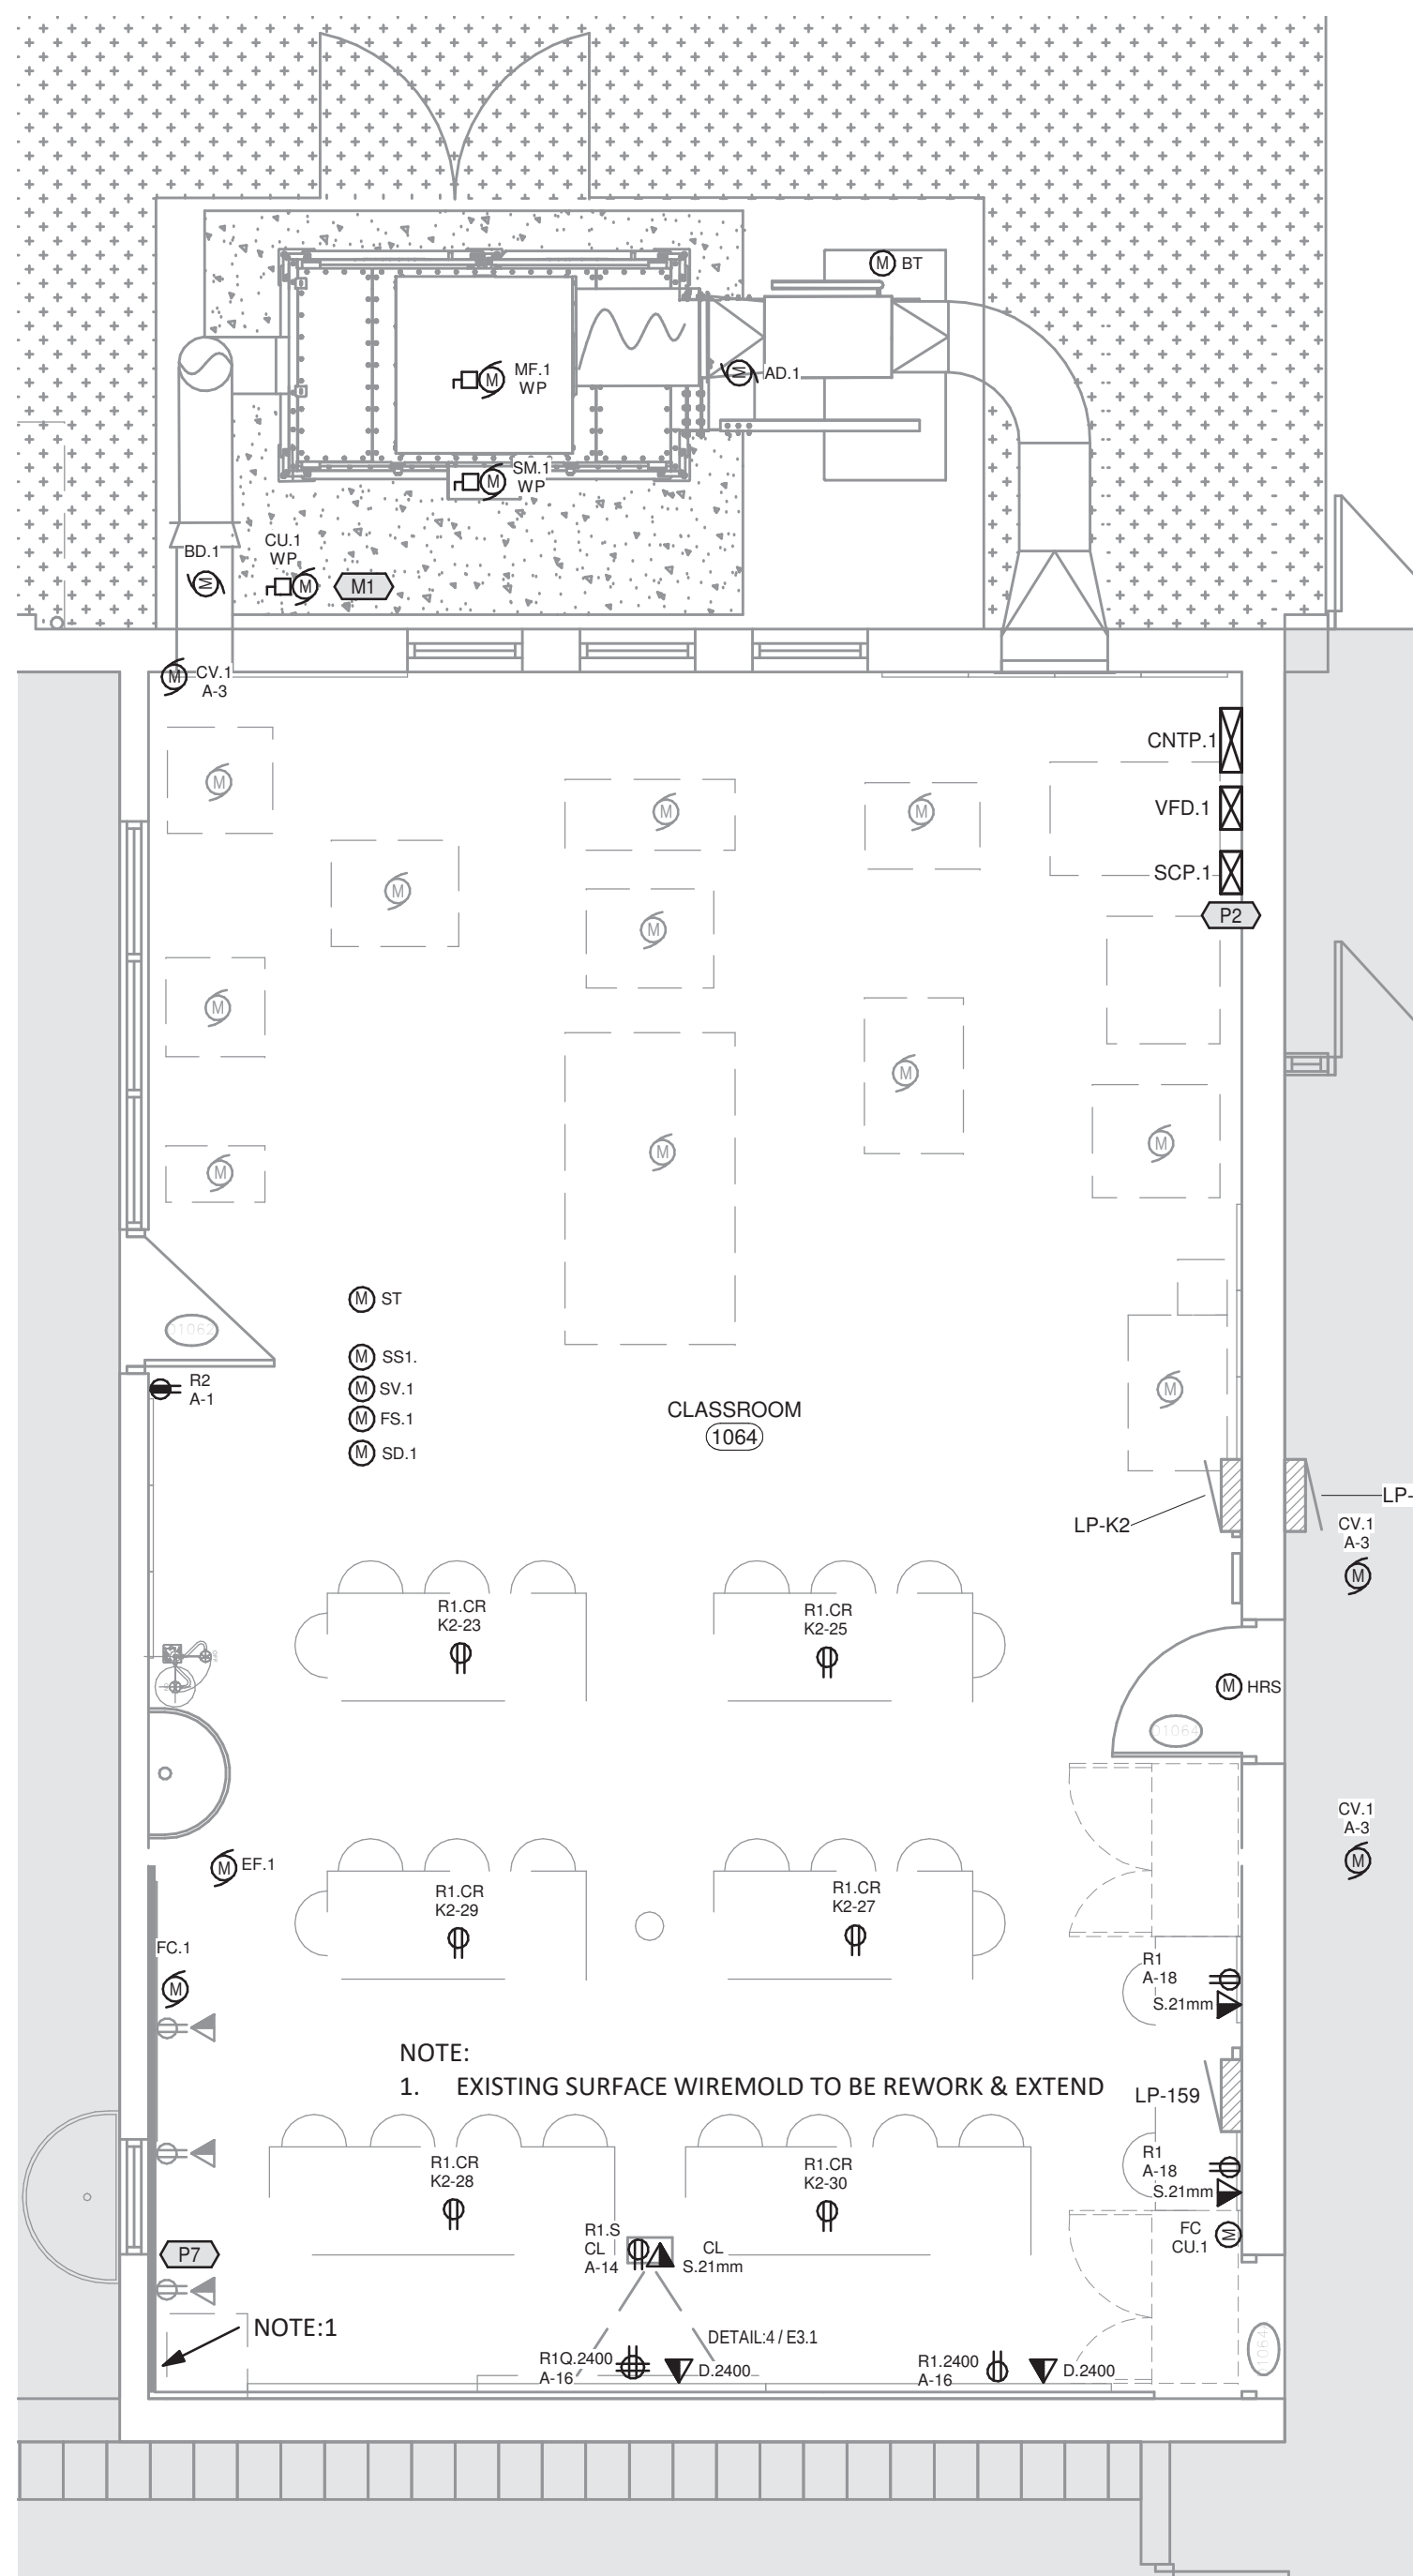 M BT
M MF.1
WP
M AD.1
M SM.1
WP
BD.1
M
CU.1
WP
M
M1
M CV.1
A-3
CNTP.1
M
M
M
VFD.1
M
SCP.1
M
P2
M
M
M
M
M
M ST
01062
M SS1.
R2
A-1
M SV.1
M
M FS.1
CLASSROOM
1064
M SD.1
LP-K2
LP-
CV.1
A-3
M
R1.CR
K2-23
R1.CR
K2-25
M HRS
01064
CV.1
A-3
M
M EF.1
R1.CR
K2-29
R1.CR
K2-27
FC.1
M
R1
A-18
S.21mm
NOTE:
1. EXISTING SURFACE WIREMOLD TO BE REWORK & EXTEND
LP-159
R1.CR
K2-28
R1.CR
K2-30
R1
A-18
S.21mm
P7
R1.S
CL
A-14
CL
S.21mm
FC
CU.1
M
NOTE:1
DETAIL:4 / E3.1
1064
R1Q.2400
A-16
D.2400
R1.2400
A-16
D.2400